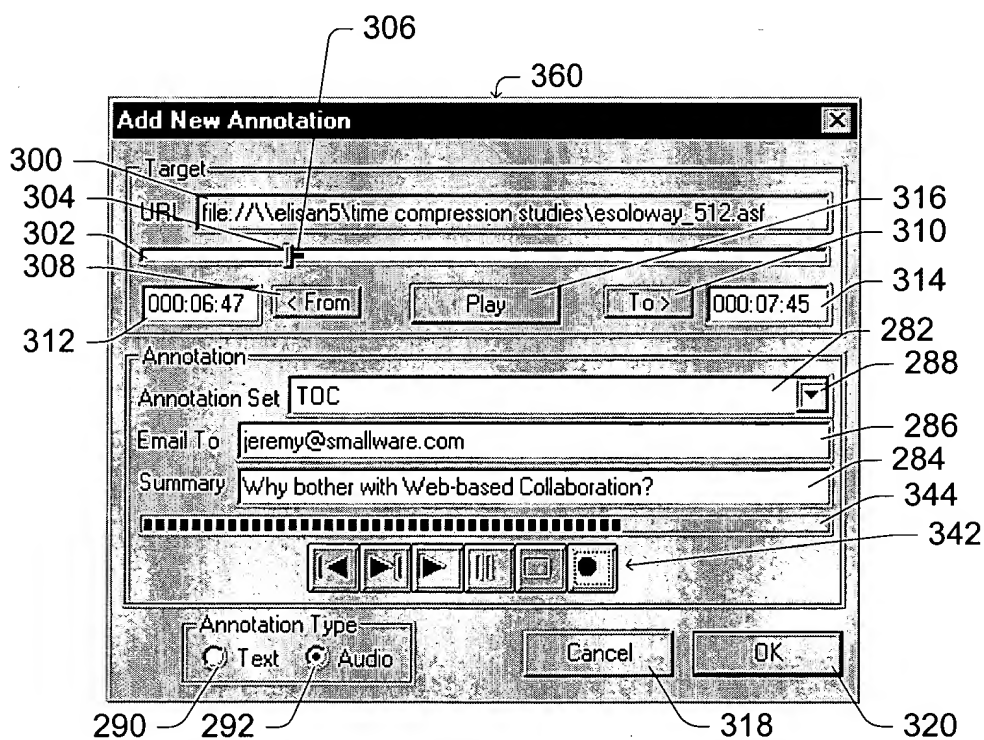 306
360
Add New Annotation
300
Target
304
URL file://\\elisan5\time compression studies\esoloway_512.asf
316
302
310
308
000:06:47 < From Play To > 000:07:45
314
312
282
Annotation
288
Annotation Set TOC
Email To jeremy@smallware.com
286
284
Summary Why bother with Web-based Collaboration?
344
342
Annotation Type
Text Audio Cancel OK
290 292 318 320